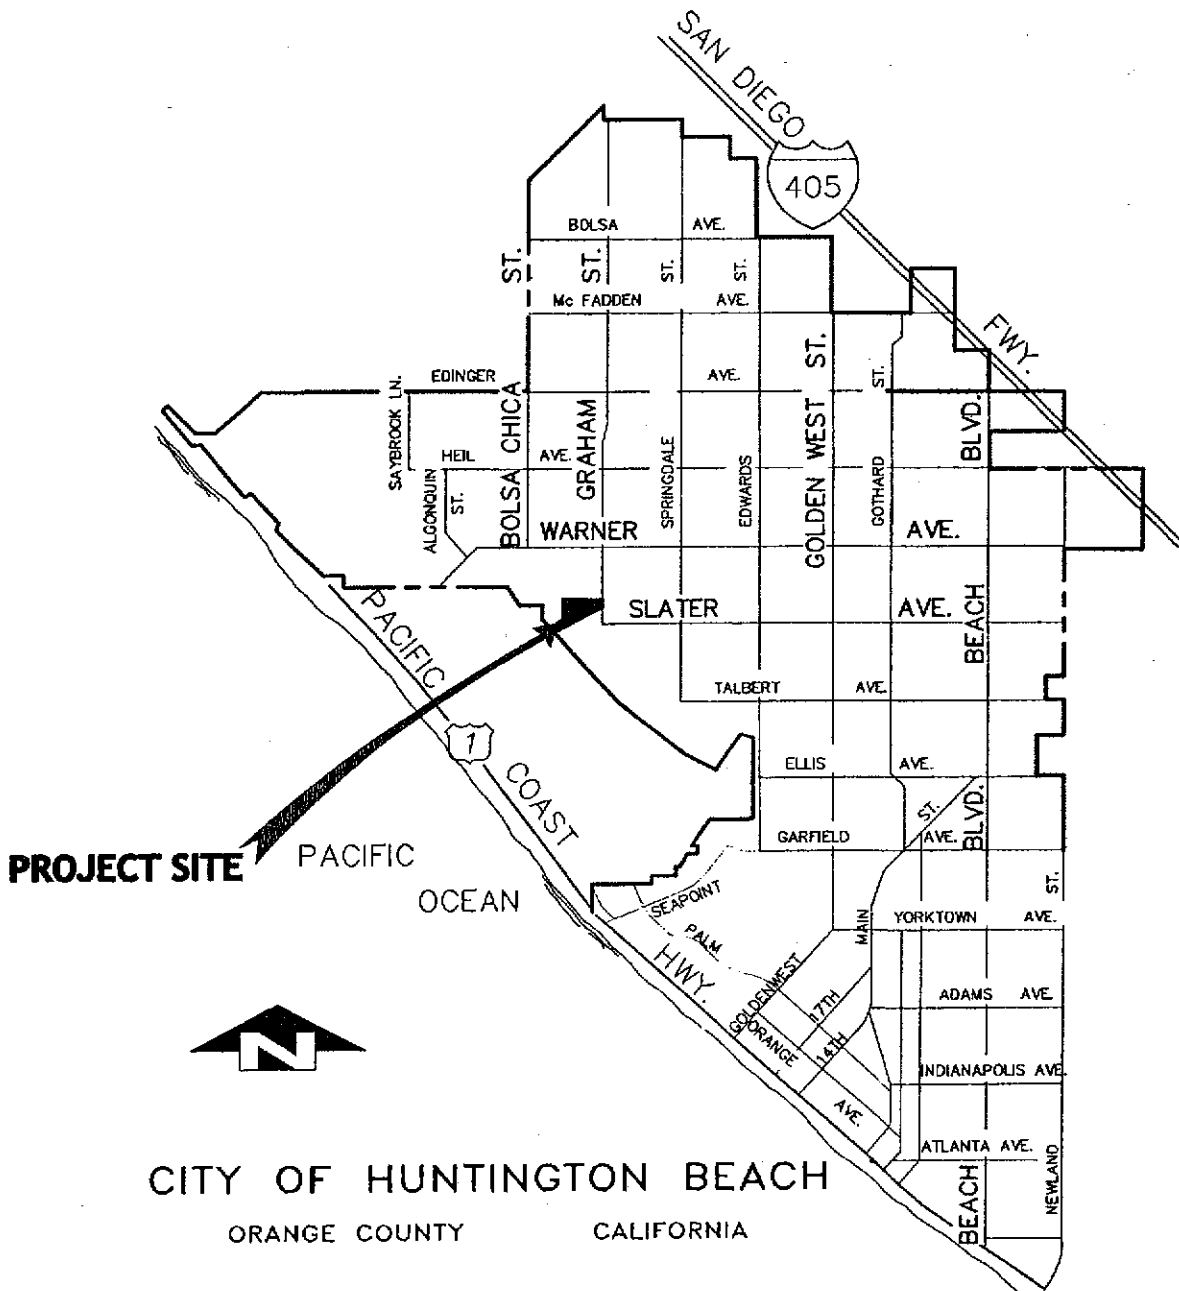 SAN DIEGO
405
FWY.
BOLSA AVE.
ST.
ST.
ST.
ST.
Mc FADDEN AVE.
EDINGER AVE.
SAYBROOK LN.
BOLSA CHICA
GRAHAM
GOLDEN WEST ST.
ST.
BLVD.
HEIL AVE.
ALGONQUIN ST.
SPRINGDALE
EDWARDS
GOTHARD
WARNER AVE.
SLATER AVE.
BEACH
TALBERT AVE.
PACIFIC
1
COAST
HWY.
ELLIS AVE.
ST.
BLVD.
GARFIELD AVE.
ST.
PROJECT SITE
PACIFIC
OCEAN
SEAPOINT
PALM
MAIN
YORKTOWN AVE.
GOLDENWEST
ORANGE
AVE.
17TH
14TH
ADAMS AVE.
INDIANAPOLIS AVE.
ATLANTA AVE.
BEACH
NEWLAND
N
CITY OF HUNTINGTON BEACH
ORANGE COUNTY CALIFORNIA